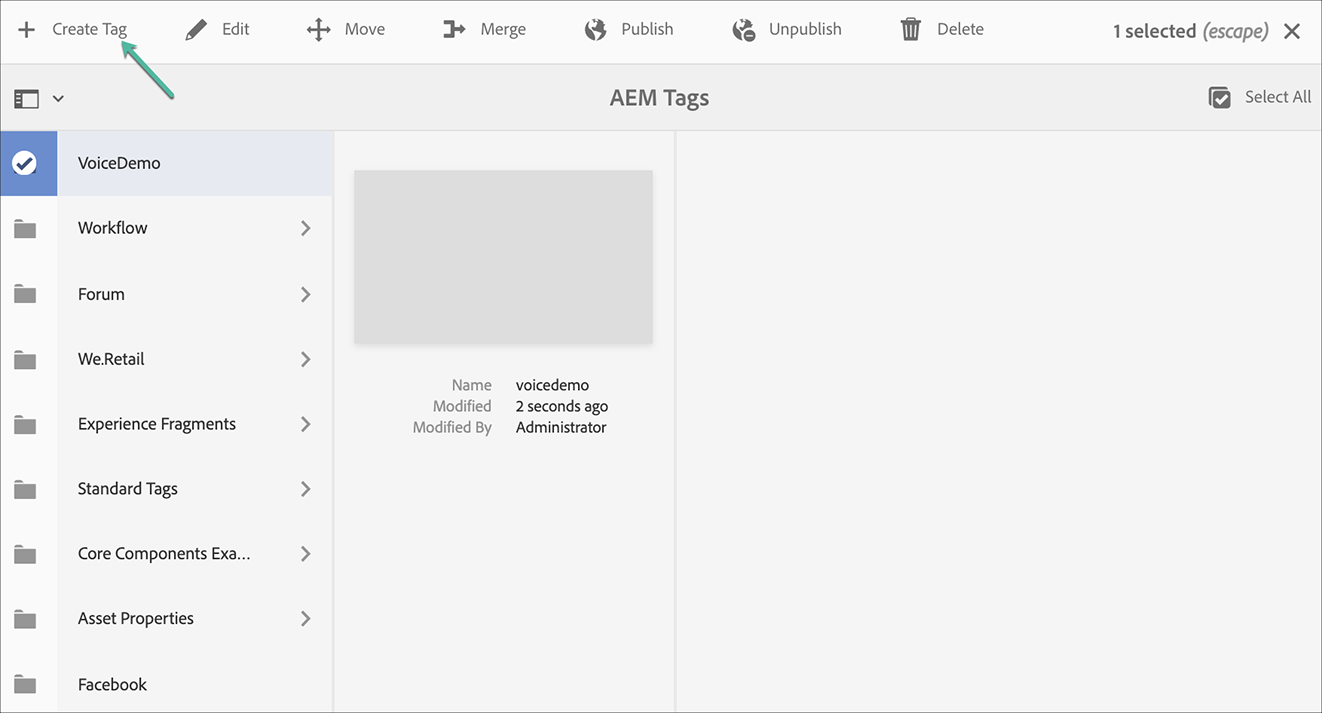 Create Tag Edit Move Merge Publish Unpublish Delete 1 selected (escape)
AEM Tags Select All
VoiceDemo
Workflow
Forum
We.Retail
Experience Fragments
Standard Tags
Core Components Exa...
Asset Properties
Facebook
Name voicedemo
Modified 2 seconds ago
Modified By Administrator